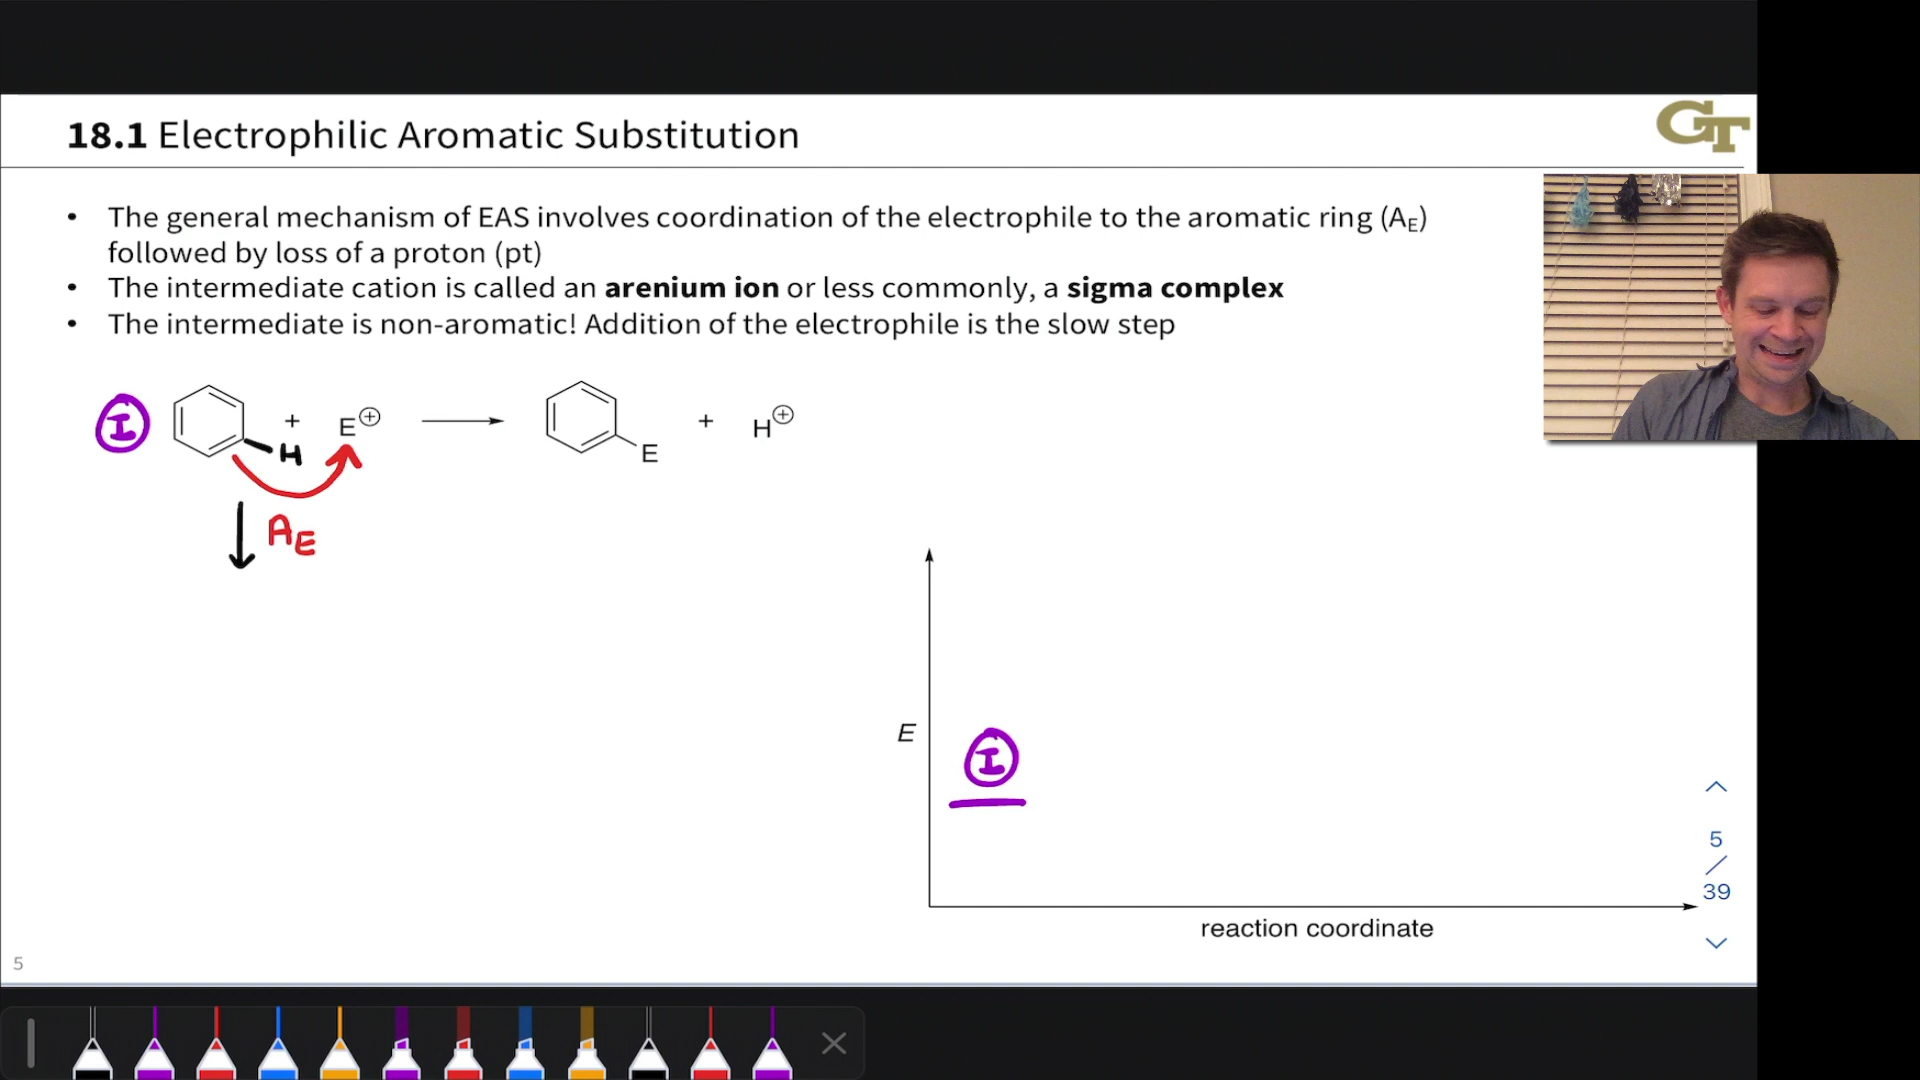 18.1 Electrophilic Aromatic Substitution
GT
• The general mechanism of EAS involves coordination of the electrophile to the aromatic ring (AE)
followed by loss of a proton (pt)
• The intermediate cation is called an arenium ion or less commonly, a sigma complex
• The intermediate is non-aromatic! Addition of the electrophile is the slow step
I + E⊕ + H⊕
H E
AE
E
I
5
/
39
reaction coordinate
5